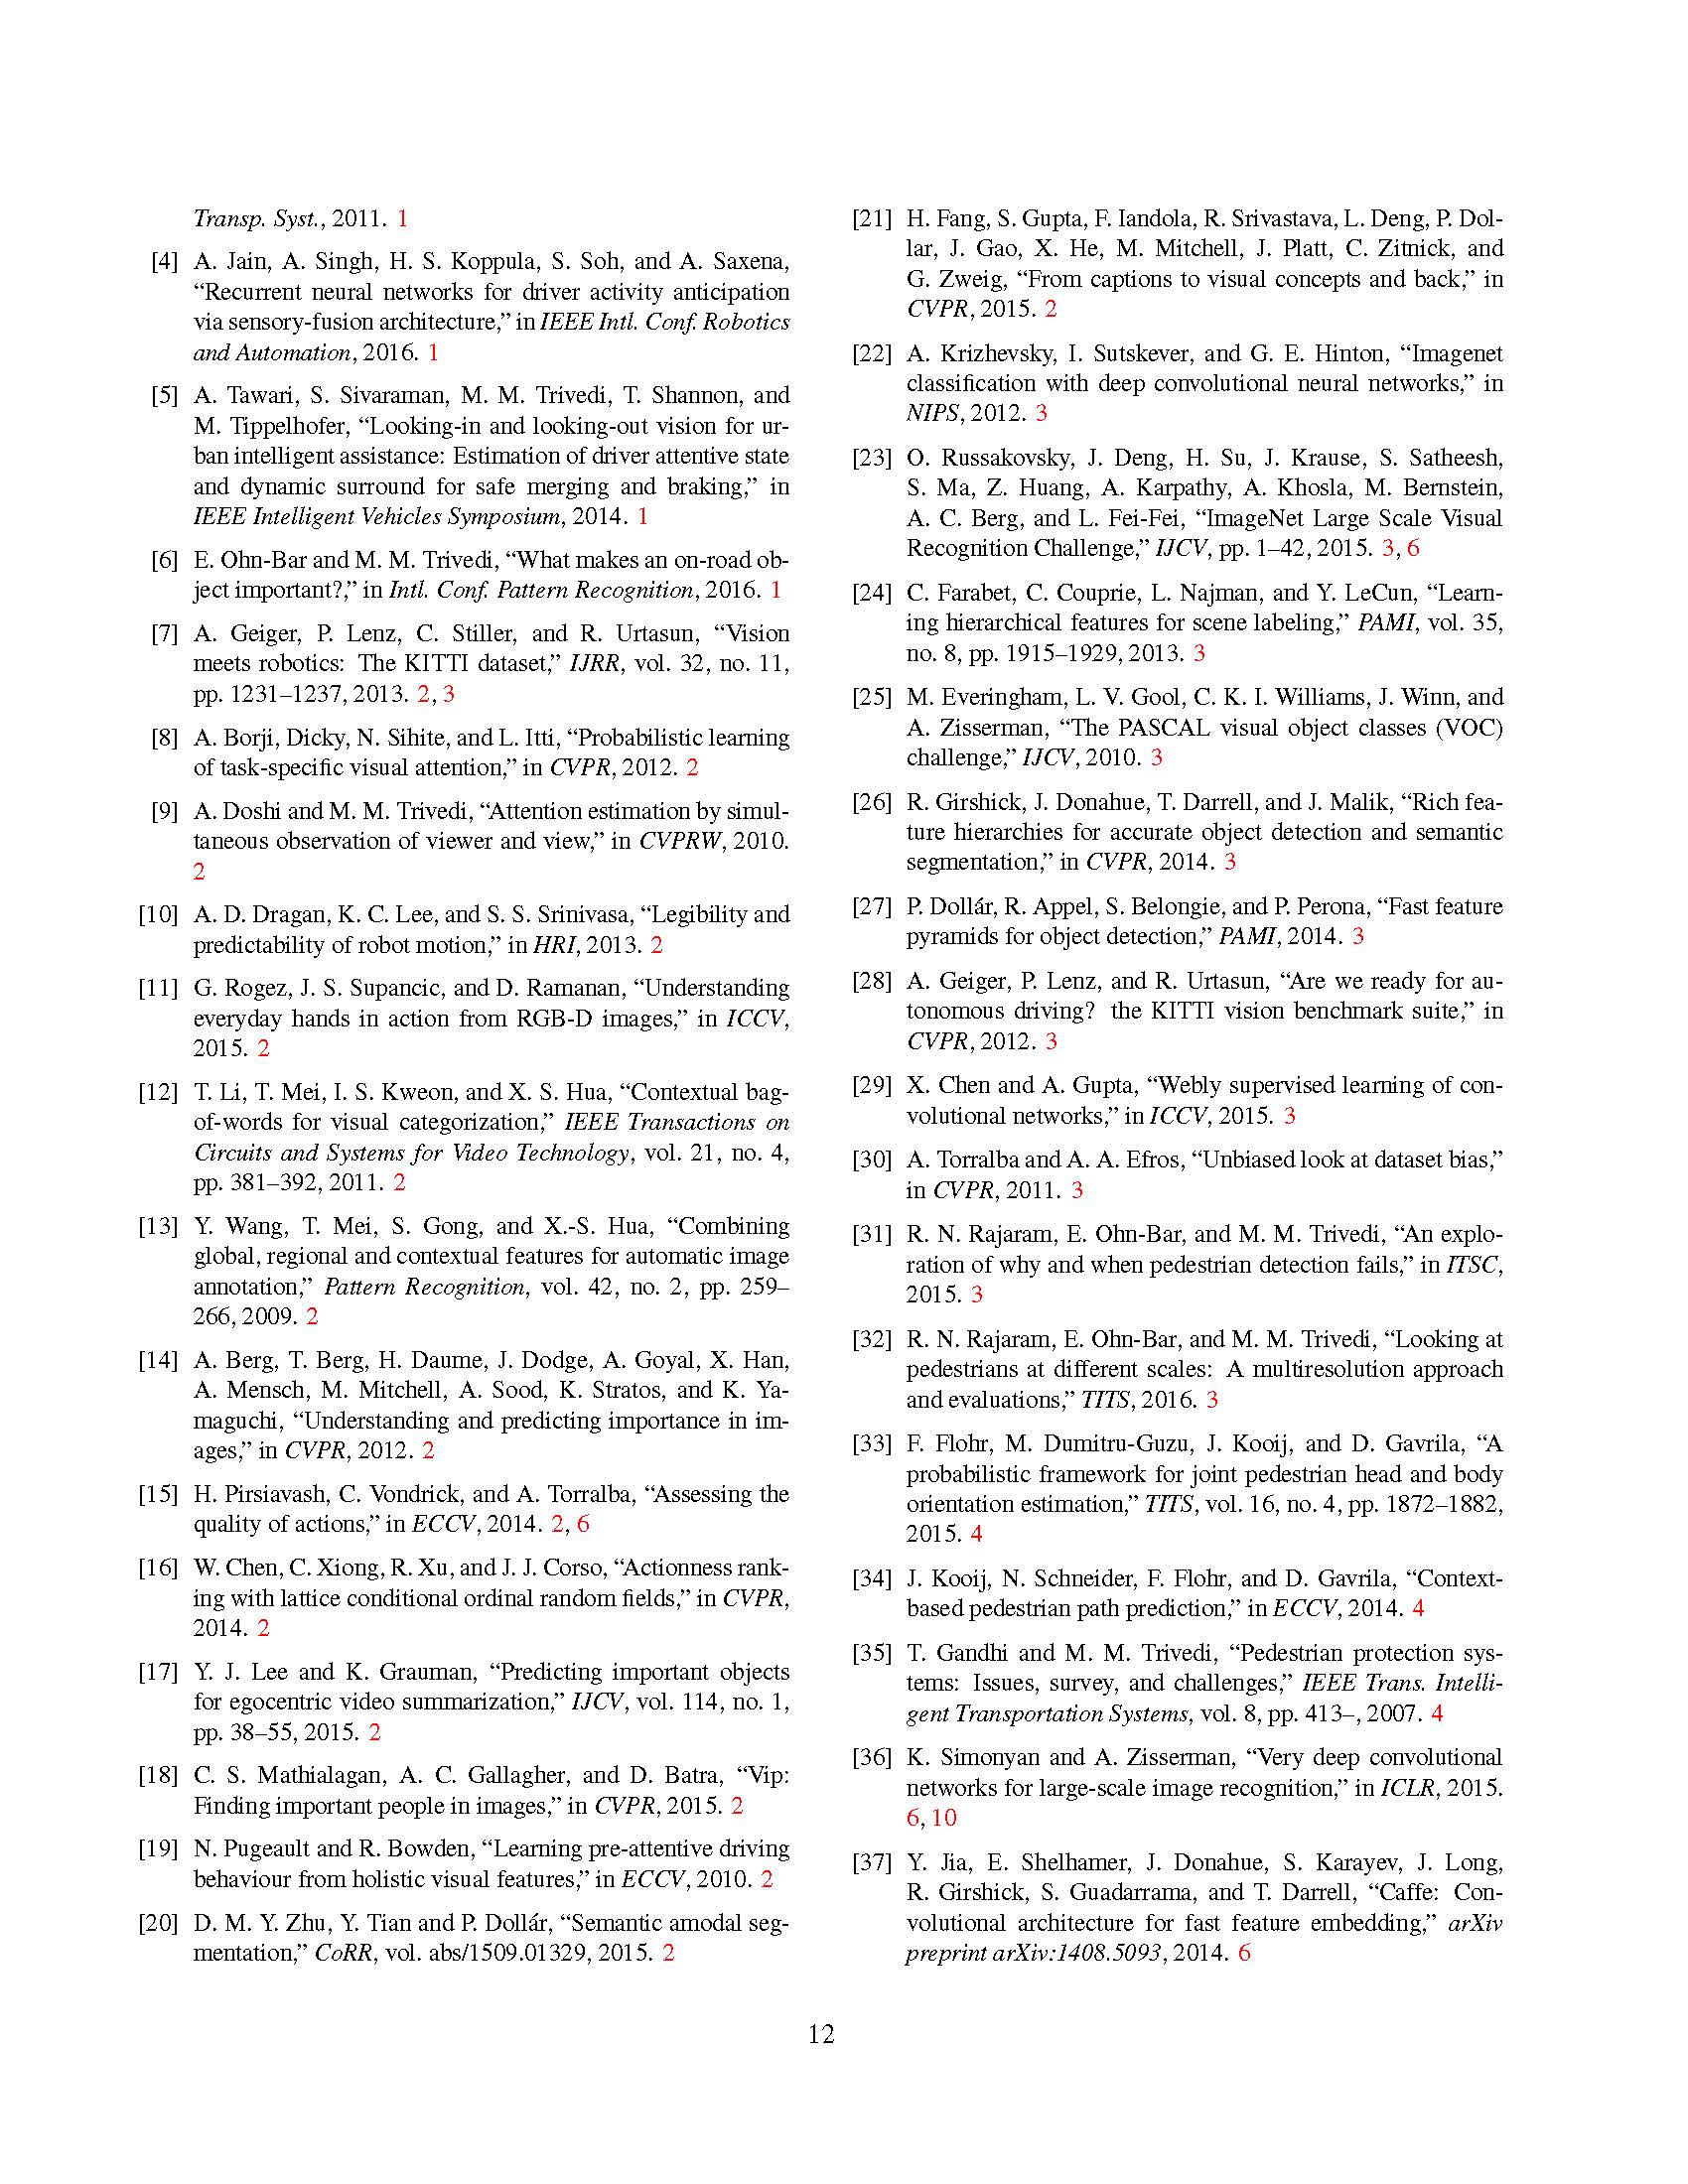 Transp. Syst., 2011. 1
[4] A. Jain, A. Singh, H. S. Koppula, S. Soh, and A. Saxena,
“Recurrent neural networks for driver activity anticipation
via sensory-fusion architecture,” in IEEE Intl. Conf. Robotics
and Automation, 2016. 1
[5] A. Tawari, S. Sivaraman, M. M. Trivedi, T. Shannon, and
M. Tippelhofer, “Looking-in and looking-out vision for ur-
ban intelligent assistance: Estimation of driver attentive state
and dynamic surround for safe merging and braking,” in
IEEE Intelligent Vehicles Symposium, 2014. 1
[6] E. Ohn-Bar and M. M. Trivedi, “What makes an on-road ob-
ject important?,” in Intl. Conf. Pattern Recognition, 2016. 1
[7] A. Geiger, P. Lenz, C. Stiller, and R. Urtasun, “Vision
meets robotics: The KITTI dataset,” IJRR, vol. 32, no. 11,
pp. 1231–1237, 2013. 2, 3
[8] A. Borji, Dicky, N. Sihite, and L. Itti, “Probabilistic learning
of task-specific visual attention,” in CVPR, 2012. 2
[9] A. Doshi and M. M. Trivedi, “Attention estimation by simul-
taneous observation of viewer and view,” in CVPRW, 2010.
2
[10] A. D. Dragan, K. C. Lee, and S. S. Srinivasa, “Legibility and
predictability of robot motion,” in HRI, 2013. 2
[11] G. Rogez, J. S. Supancic, and D. Ramanan, “Understanding
everyday hands in action from RGB-D images,” in ICCV,
2015. 2
[12] T. Li, T. Mei, I. S. Kweon, and X. S. Hua, “Contextual bag-
of-words for visual categorization,” IEEE Transactions on
Circuits and Systems for Video Technology, vol. 21, no. 4,
pp. 381–392, 2011. 2
[13] Y. Wang, T. Mei, S. Gong, and X.-S. Hua, “Combining
global, regional and contextual features for automatic image
annotation,” Pattern Recognition, vol. 42, no. 2, pp. 259–
266, 2009. 2
[14] A. Berg, T. Berg, H. Daume, J. Dodge, A. Goyal, X. Han,
A. Mensch, M. Mitchell, A. Sood, K. Stratos, and K. Ya-
maguchi, “Understanding and predicting importance in im-
ages,” in CVPR, 2012. 2
[15] H. Pirsiavash, C. Vondrick, and A. Torralba, “Assessing the
quality of actions,” in ECCV, 2014. 2, 6
[16] W. Chen, C. Xiong, R. Xu, and J. J. Corso, “Actionness rank-
ing with lattice conditional ordinal random fields,” in CVPR,
2014. 2
[17] Y. J. Lee and K. Grauman, “Predicting important objects
for egocentric video summarization,” IJCV, vol. 114, no. 1,
pp. 38–55, 2015. 2
[18] C. S. Mathialagan, A. C. Gallagher, and D. Batra, “Vip:
Finding important people in images,” in CVPR, 2015. 2
[19] N. Pugeault and R. Bowden, “Learning pre-attentive driving
behaviour from holistic visual features,” in ECCV, 2010. 2
[20] D. M. Y. Zhu, Y. Tian and P. Dollár, “Semantic amodal seg-
mentation,” CoRR, vol. abs/1509.01329, 2015. 2
[21] H. Fang, S. Gupta, F. Iandola, R. Srivastava, L. Deng, P. Dol-
lar, J. Gao, X. He, M. Mitchell, J. Platt, C. Zitnick, and
G. Zweig, “From captions to visual concepts and back,” in
CVPR, 2015. 2
[22] A. Krizhevsky, I. Sutskever, and G. E. Hinton, “Imagenet
classification with deep convolutional neural networks,” in
NIPS, 2012. 3
[23] O. Russakovsky, J. Deng, H. Su, J. Krause, S. Satheesh,
S. Ma, Z. Huang, A. Karpathy, A. Khosla, M. Bernstein,
A. C. Berg, and L. Fei-Fei, “ImageNet Large Scale Visual
Recognition Challenge,” IJCV, pp. 1–42, 2015. 3, 6
[24] C. Farabet, C. Couprie, L. Najman, and Y. LeCun, “Learn-
ing hierarchical features for scene labeling,” PAMI, vol. 35,
no. 8, pp. 1915–1929, 2013. 3
[25] M. Everingham, L. V. Gool, C. K. I. Williams, J. Winn, and
A. Zisserman, “The PASCAL visual object classes (VOC)
challenge,” IJCV, 2010. 3
[26] R. Girshick, J. Donahue, T. Darrell, and J. Malik, “Rich fea-
ture hierarchies for accurate object detection and semantic
segmentation,” in CVPR, 2014. 3
[27] P. Dollár, R. Appel, S. Belongie, and P. Perona, “Fast feature
pyramids for object detection,” PAMI, 2014. 3
[28] A. Geiger, P. Lenz, and R. Urtasun, “Are we ready for au-
tonomous driving? the KITTI vision benchmark suite,” in
CVPR, 2012. 3
[29] X. Chen and A. Gupta, “Webly supervised learning of con-
volutional networks,” in ICCV, 2015. 3
[30] A. Torralba and A. A. Efros, “Unbiased look at dataset bias,”
in CVPR, 2011. 3
[31] R. N. Rajaram, E. Ohn-Bar, and M. M. Trivedi, “An explo-
ration of why and when pedestrian detection fails,” in ITSC,
2015. 3
[32] R. N. Rajaram, E. Ohn-Bar, and M. M. Trivedi, “Looking at
pedestrians at different scales: A multiresolution approach
and evaluations,” TITS, 2016. 3
[33] F. Flohr, M. Dumitru-Guzu, J. Kooij, and D. Gavrila, “A
probabilistic framework for joint pedestrian head and body
orientation estimation,” TITS, vol. 16, no. 4, pp. 1872–1882,
2015. 4
[34] J. Kooij, N. Schneider, F. Flohr, and D. Gavrila, “Context-
based pedestrian path prediction,” in ECCV, 2014. 4
[35] T. Gandhi and M. M. Trivedi, “Pedestrian protection sys-
tems: Issues, survey, and challenges,” IEEE Trans. Intelli-
gent Transportation Systems, vol. 8, pp. 413–, 2007. 4
[36] K. Simonyan and A. Zisserman, “Very deep convolutional
networks for large-scale image recognition,” in ICLR, 2015.
6, 10
[37] Y. Jia, E. Shelhamer, J. Donahue, S. Karayev, J. Long,
R. Girshick, S. Guadarrama, and T. Darrell, “Caffe: Con-
volutional architecture for fast feature embedding,” arXiv
preprint arXiv:1408.5093, 2014. 6
12